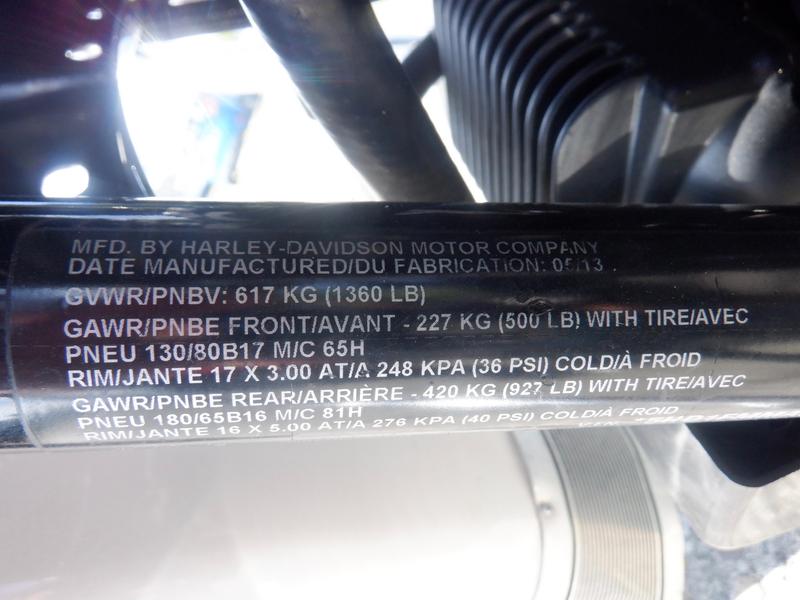 MFD. BY HARLEY-DAVIDSON MOTOR COMPANY
DATE MANUFACTURED/DU FABRICATION: 05/13
GVWR/PNBV: 617 KG (1360 LB)
GAWR/PNBE FRONT/AVANT - 227 KG (500 LB) WITH TIRE/AVEC
PNEU 130/80B17 M/C 65H
RIM/JANTE 17 X 3.00 AT/A 248 KPA (36 PSI) COLD/À FROID
GAWR/PNBE REAR/ARRIÈRE - 420 KG (927 LB) WITH TIRE/AVEC
PNEU 180/65B16 M/C 81H
RIM/JANTE 16 X 5.00 AT/A 276 KPA (40 PSI) COLD/À FROID